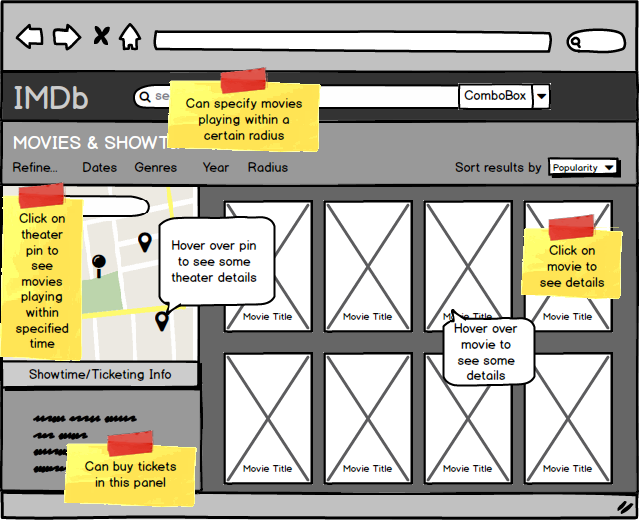 IMDb
se
ComboBox
Can specify movies
playing within a
certain radius
MOVIES & SHOWT
Refine...
Dates
Genres
Year
Radius
Sort results by
Popularity
Click on
theater
pin to
see
movies
playing
within
specified
time
Hover over pin
to see some
theater details
Click on
movie to
see details
Movie Title
Movie Title
Movie Title
Movie Title
Hover over
movie to
see some
details
Showtime/Ticketing Info
Can buy tickets
in this panel
Movie Title
Movie Title
Movie Title
Movie Title